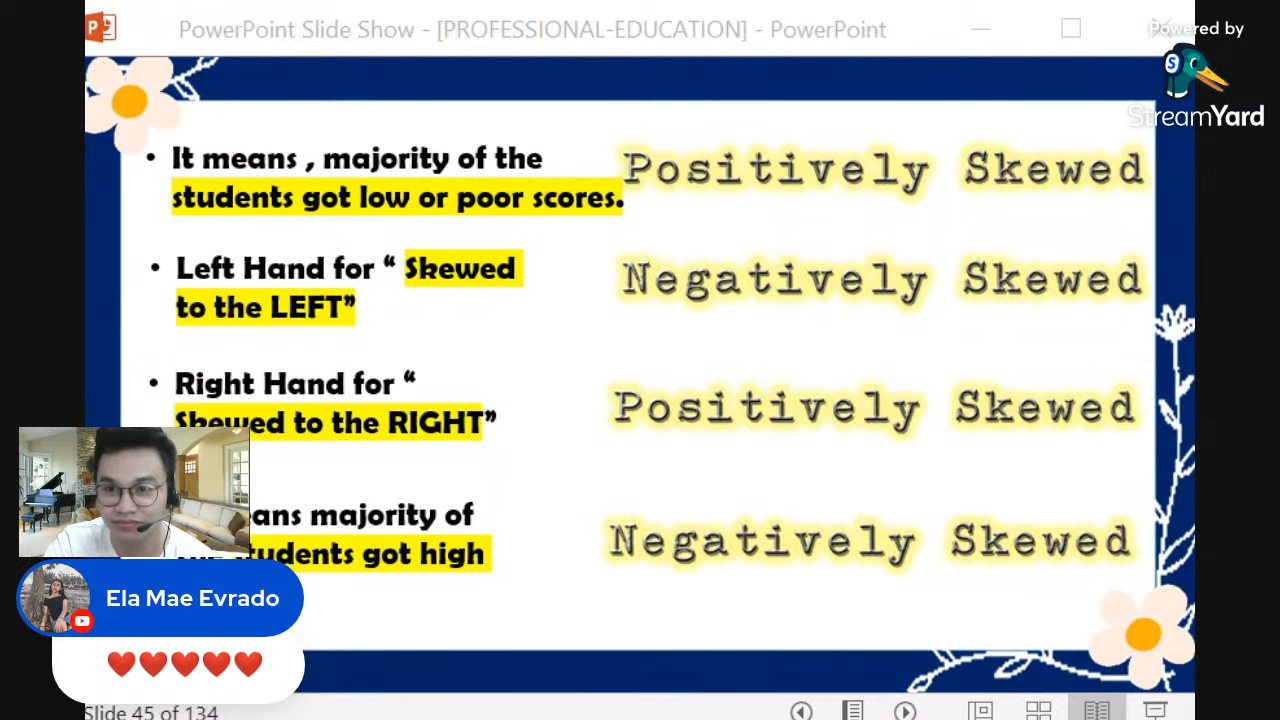 PowerPoint Slide Show - [PROFESSIONAL-EDUCATION] - PowerPoint
Powered by
StreamYard
• It means , majority of the
students got low or poor scores.
Positively Skewed
• Left Hand for “ Skewed
to the LEFT”
Negatively Skewed
• Right Hand for “
Skewed to the RIGHT”
Positively Skewed
ans majority of
students got high
Negatively Skewed
Ela Mae Evrado
❤️❤️❤️❤️❤️
Slide 45 of 134